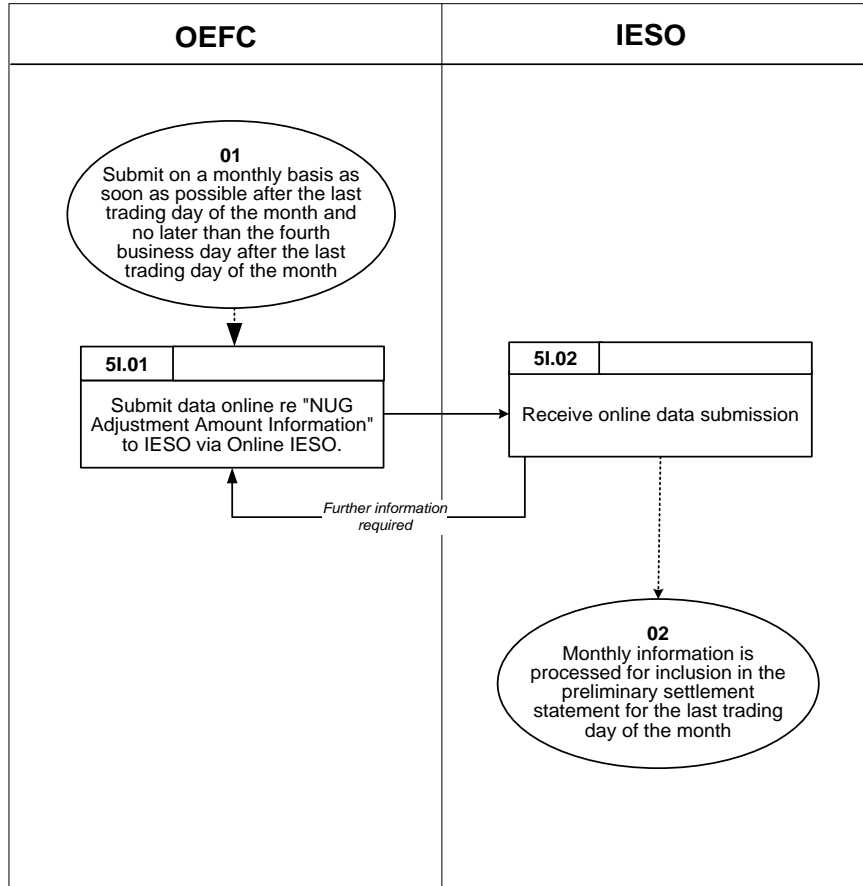 OEFC
IESO
01
Submit on a monthly basis as
soon as possible after the last
trading day of the month and
no later than the fourth
business day after the last
trading day of the month
5I.01
Submit data online re "NUG
Adjustment Amount Information"
to IESO via Online IESO.
5I.02
Receive online data submission
Further information
required
02
Monthly information is
processed for inclusion in the
preliminary settlement
statement for the last trading
day of the month